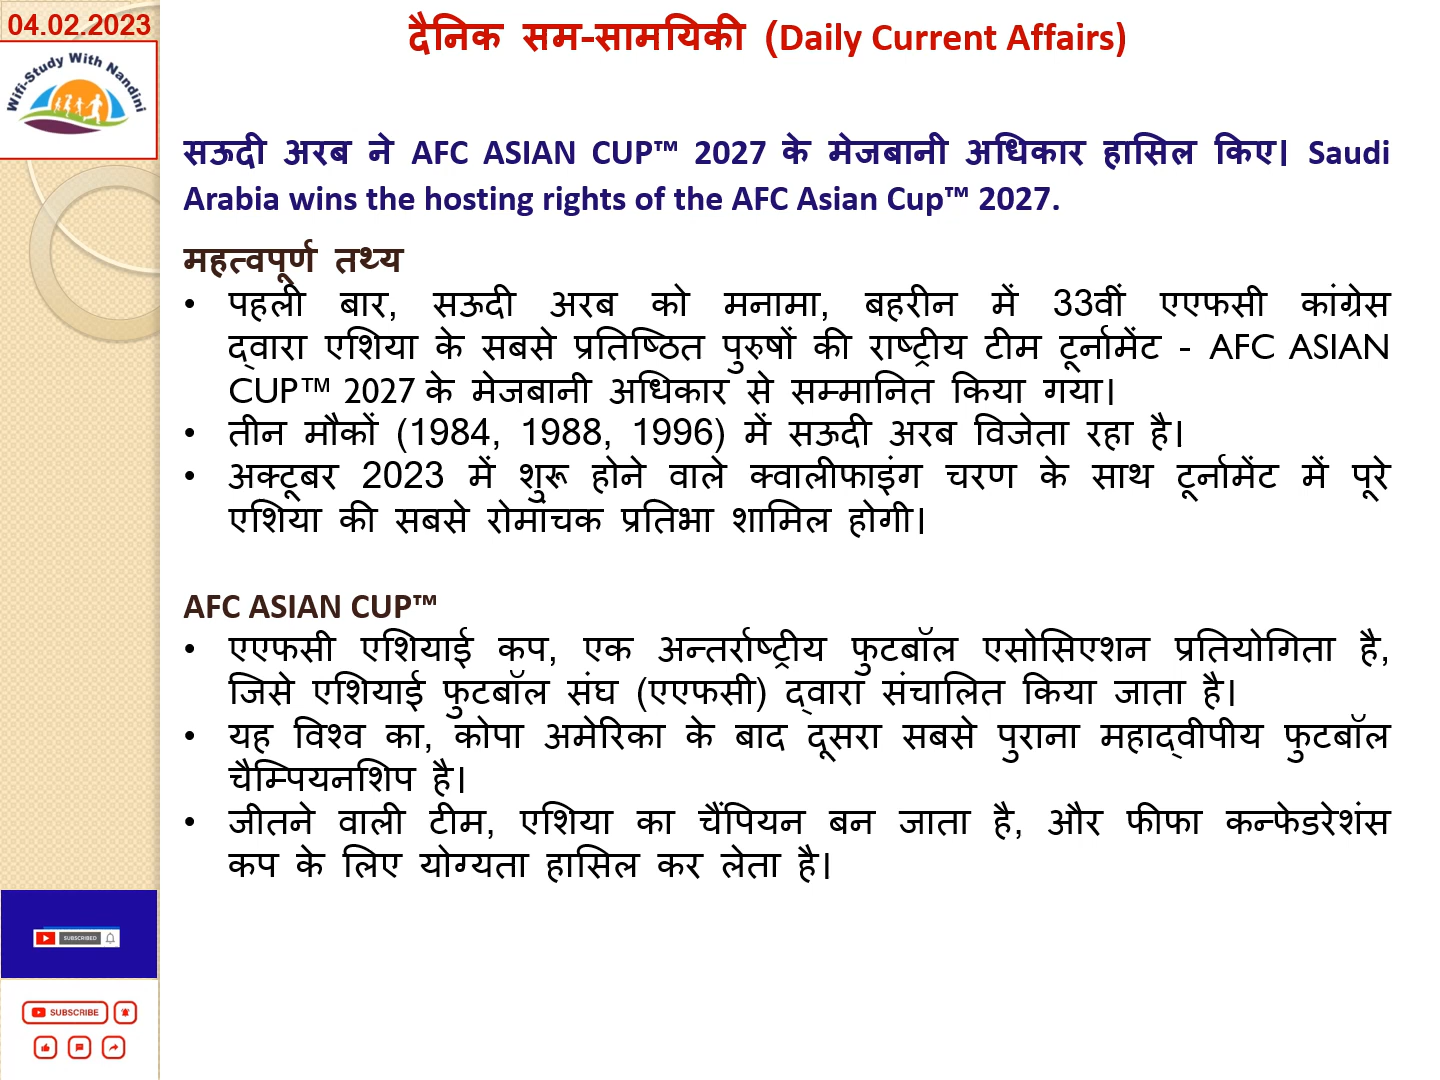 04.02.2023
Wifi-Study With Nandini
दैनिक सम-सामयिकी (Daily Current Affairs)
सऊदी अरब ने AFC ASIAN CUP™ 2027 के मेजबानी अधिकार हासिल किए। Saudi
Arabia wins the hosting rights of the AFC Asian Cup™ 2027.
महत्वपूर्ण तथ्य
• पहली बार, सऊदी अरब को मनामा, बहरीन में 33वीं एएफसी कांग्रेस
द्वारा एशिया के सबसे प्रतिष्ठित पुरुषों की राष्ट्रीय टीम टूर्नामेंट - AFC ASIAN
CUP™ 2027 के मेजबानी अधिकार से सम्मानित किया गया।
• तीन मौकों (1984, 1988, 1996) में सऊदी अरब विजेता रहा है।
• अक्टूबर 2023 में शुरू होने वाले क्वालीफाइंग चरण के साथ टूर्नामेंट में पूरे
एशिया की सबसे रोमांचक प्रतिभा शामिल होगी।
AFC ASIAN CUP™
• एएफसी एशियाई कप, एक अन्तर्राष्ट्रीय फुटबॉल एसोसिएशन प्रतियोगिता है,
जिसे एशियाई फुटबॉल संघ (एएफसी) द्वारा संचालित किया जाता है।
• यह विश्व का, कोपा अमेरिका के बाद दूसरा सबसे पुराना महाद्वीपीय फुटबॉल
चैम्पियनशिप है।
• जीतने वाली टीम, एशिया का चैंपियन बन जाता है, और फीफा कन्फेडरेशंस
कप के लिए योग्यता हासिल कर लेता है।
SUBSCRIBED
SUBSCRIBE